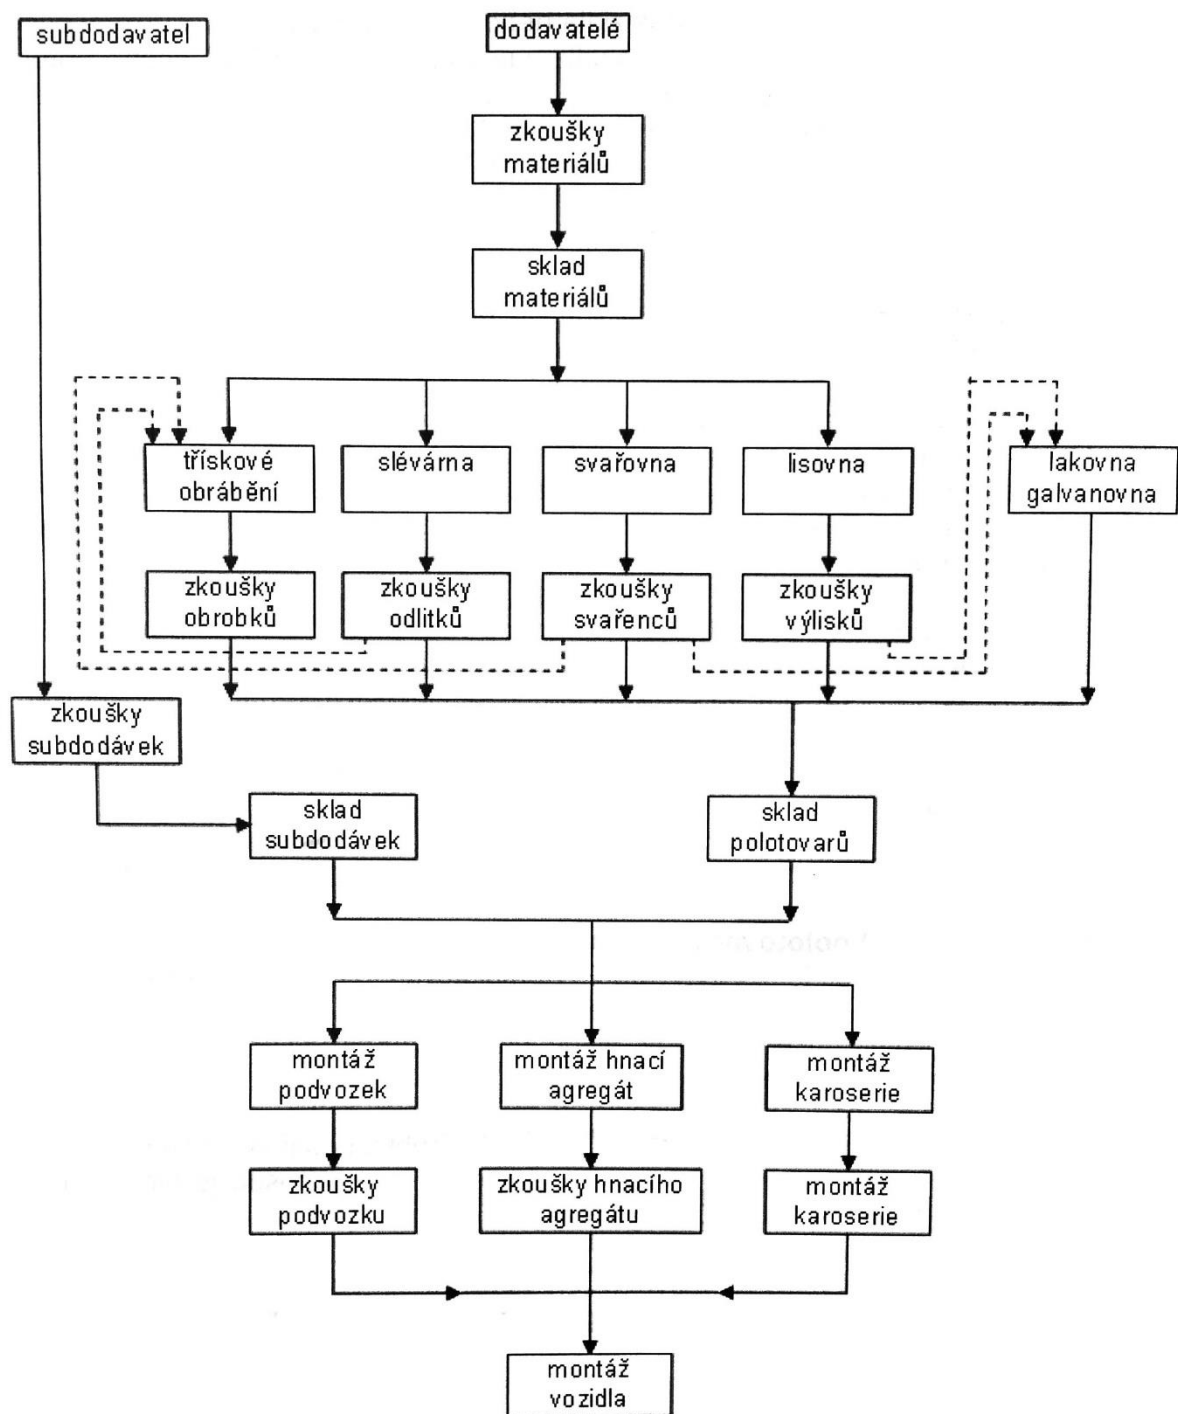 subdodavatel
dodavatelé
zkoušky
materiálů
sklad
materiálů
třískové
obrábění
slévárna
svařovna
lisovna
lakovna
galvanovna
zkoušky
obrobků
zkoušky
odlitků
zkoušky
svařenců
zkoušky
výlisků
zkoušky
subdodávek
sklad
subdodávek
sklad
polotovarů
montáž
podvozek
montáž hnací
agregát
montáž
karoserie
zkoušky
podvozku
zkoušky hnacího
agregátu
montáž
karoserie
montáž
vozidla